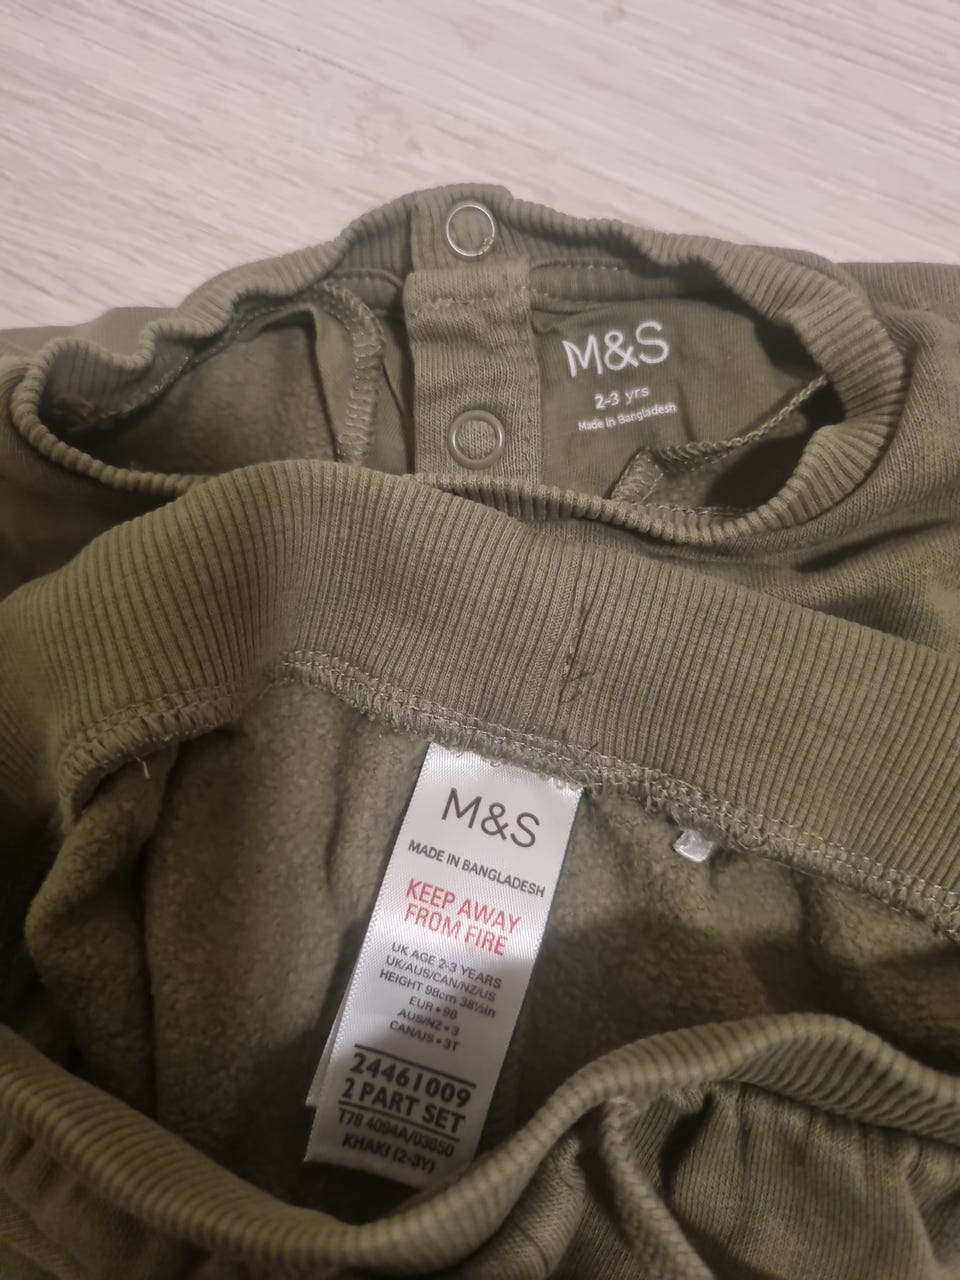 M&S
2-3 yrs
Made in Bangladesh
M&S
MADE IN BANGLADESH
KEEP AWAY
FROM FIRE
UK AGE 2-3 YEARS
UK/AUS/CAN/NZ/US
HEIGHT 98cm 38½in
EUR • 98
AUS/NZ • 3
CAN/US • 3T
24461009
2 PART SET
T78 4094A/03650
KHAKI (2-3Y)